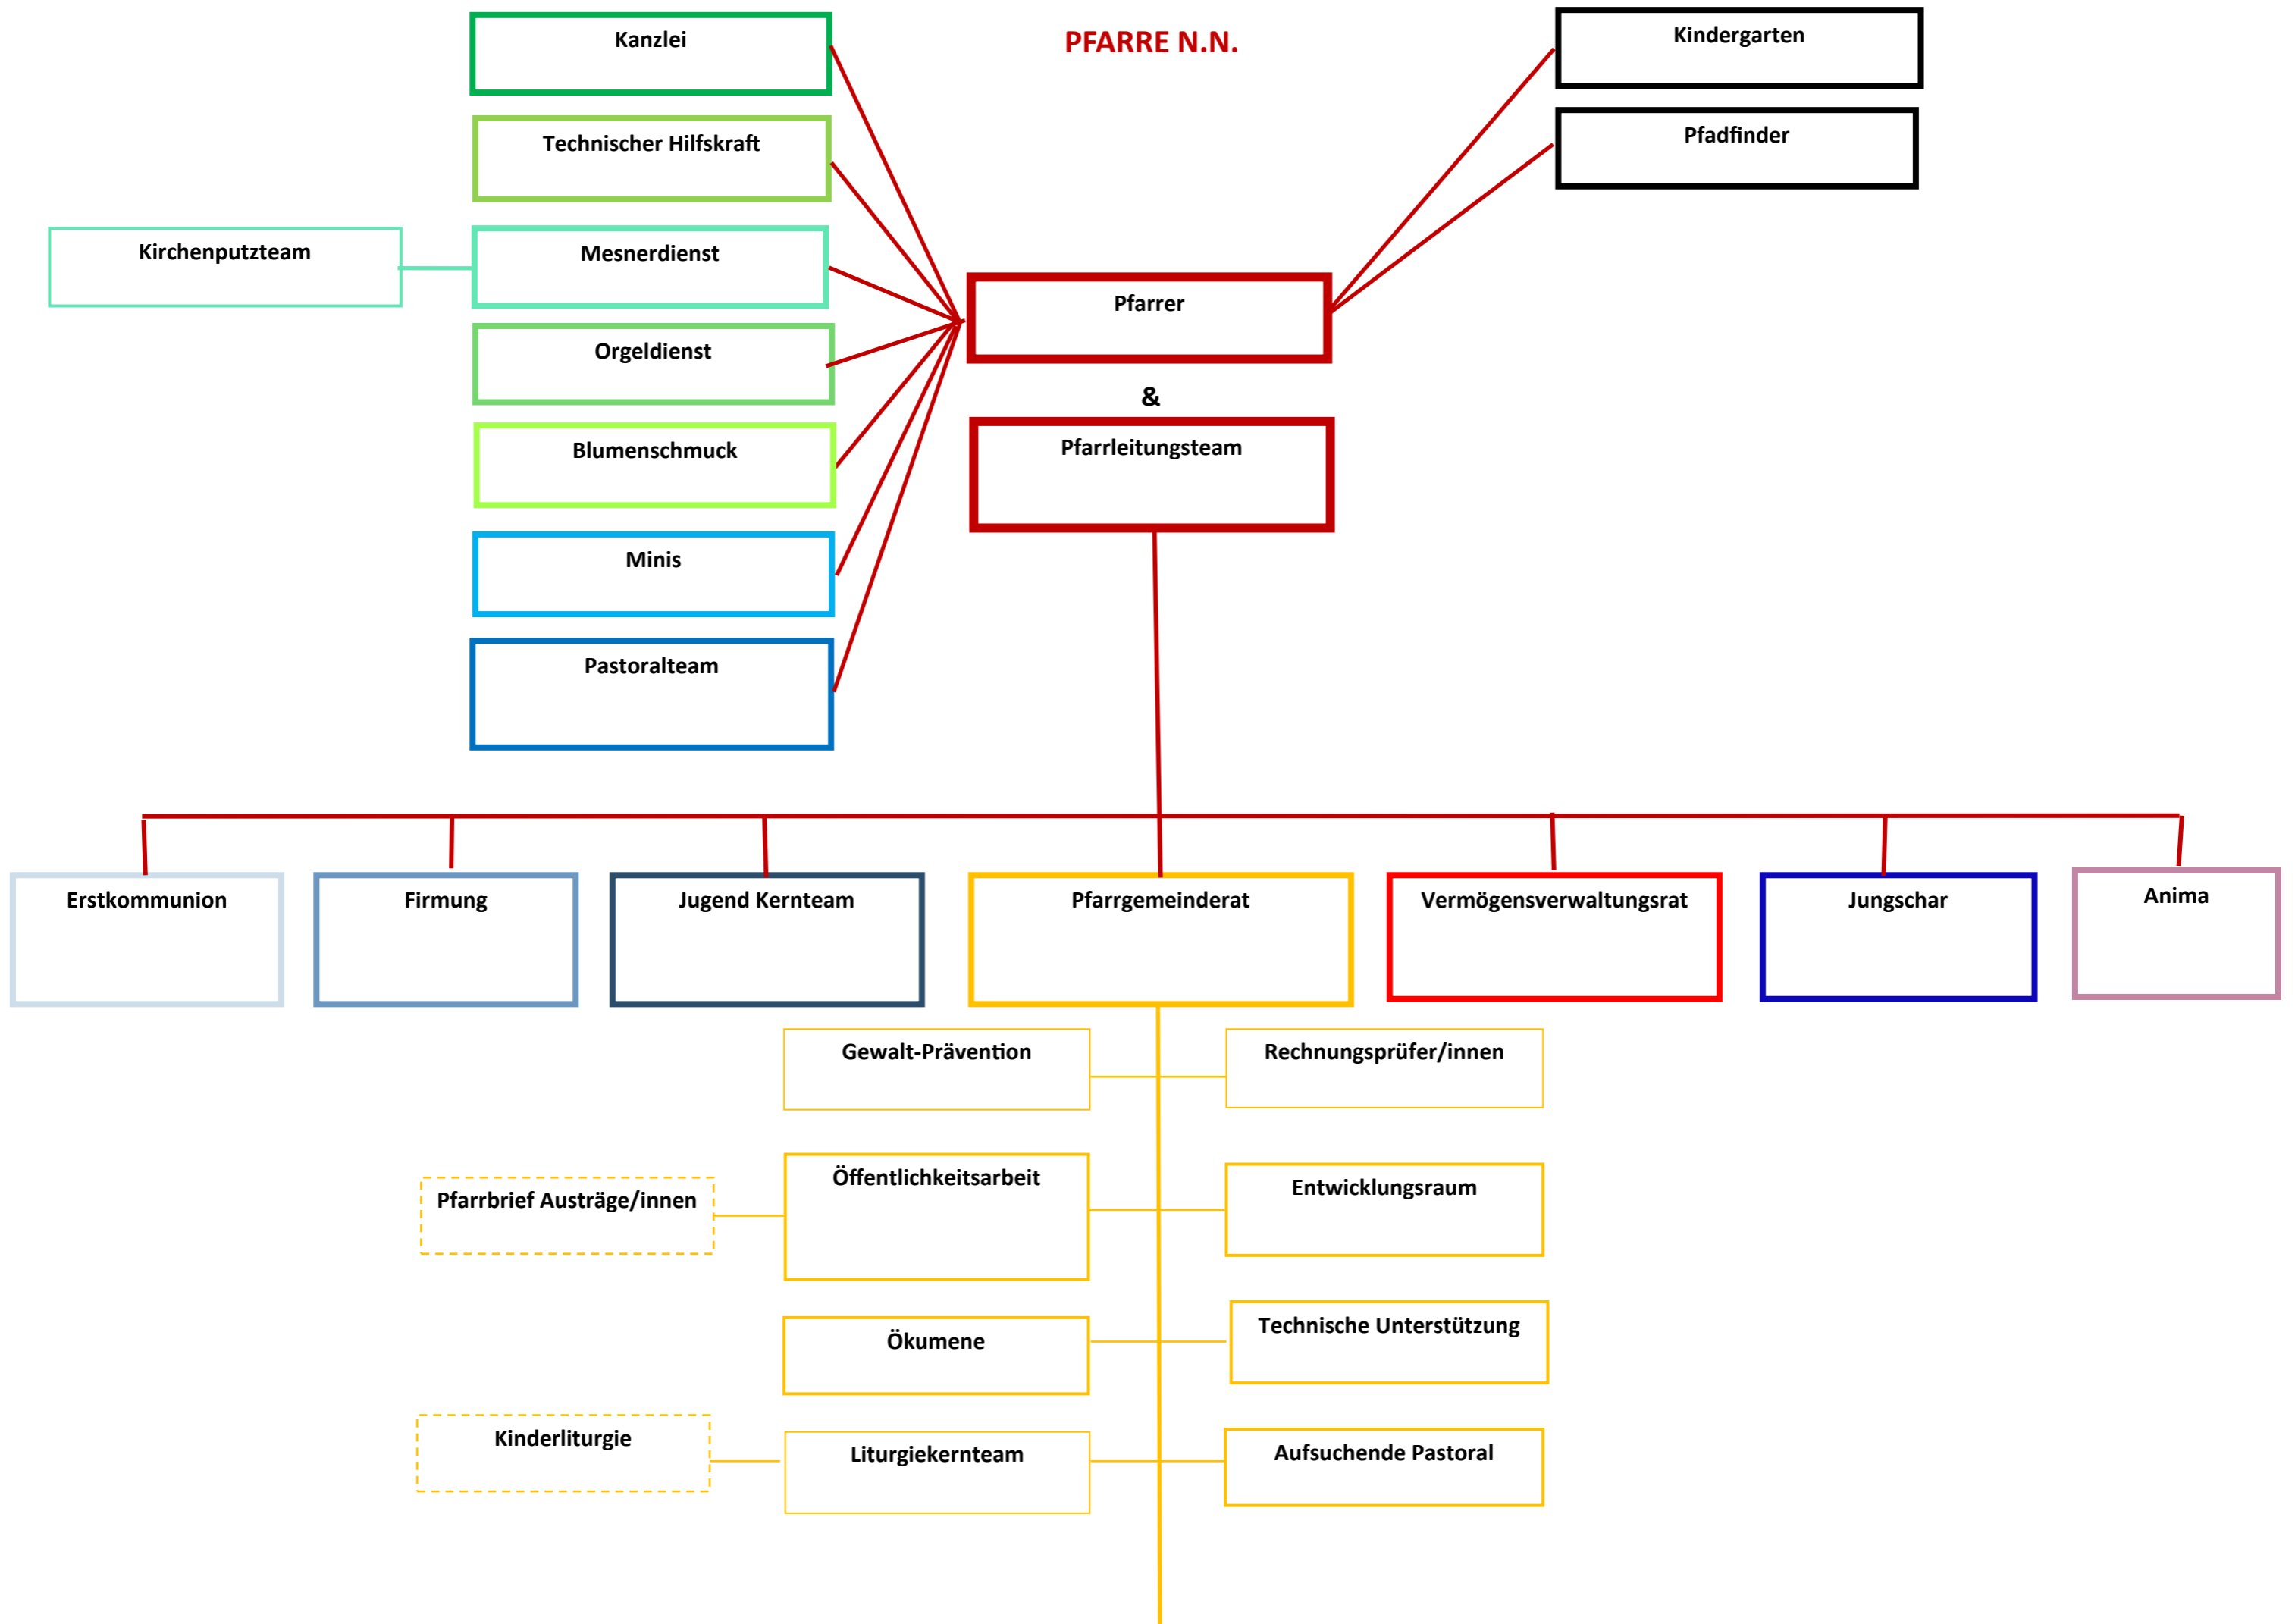 PFARRE N.N.
Kanzlei
Kindergarten
Technischer Hilfskraft
Pfadfinder
Kirchenputzteam
Mesnerdienst
Pfarrer
Orgeldienst
&
Blumenschmuck
Pfarrleitungsteam
Minis
Pastoralteam
Erstkommunion
Firmung
Jugend Kernteam
Pfarrgemeinderat
Vermögensverwaltungsrat
Jungschar
Anima
Gewalt-Prävention
Rechnungsprüfer/innen
Pfarrbrief Austräge/innen
Öffentlichkeitsarbeit
Entwicklungsraum
Ökumene
Technische Unterstützung
Kinderliturgie
Liturgiekernteam
Aufsuchende Pastoral